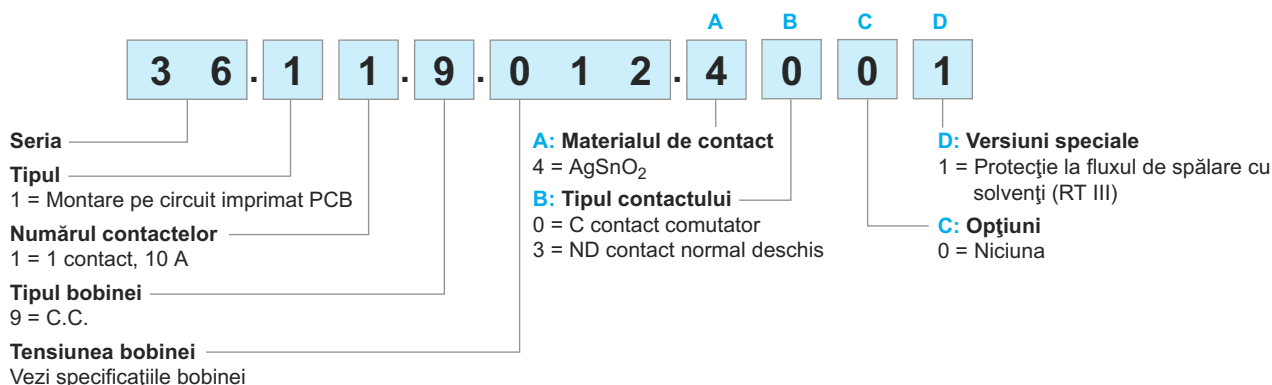 A B C D
3 6 . 1 1 . 9 . 0 1 2 . 4 0 0 1
Seria
Tipul
1 = Montare pe circuit imprimat PCB
Numărul contactelor
1 = 1 contact, 10 A
Tipul bobinei
9 = C.C.
Tensiunea bobinei
Vezi specificațiile bobinei
A: Materialul de contact
4 = AgSnO₂
B: Tipul contactului
0 = C contact comutator
3 = ND contact normal deschis
D: Versiuni speciale
1 = Protecţie la fluxul de spălare cu
solvenţi (RT III)
C: Opţiuni
0 = Niciuna